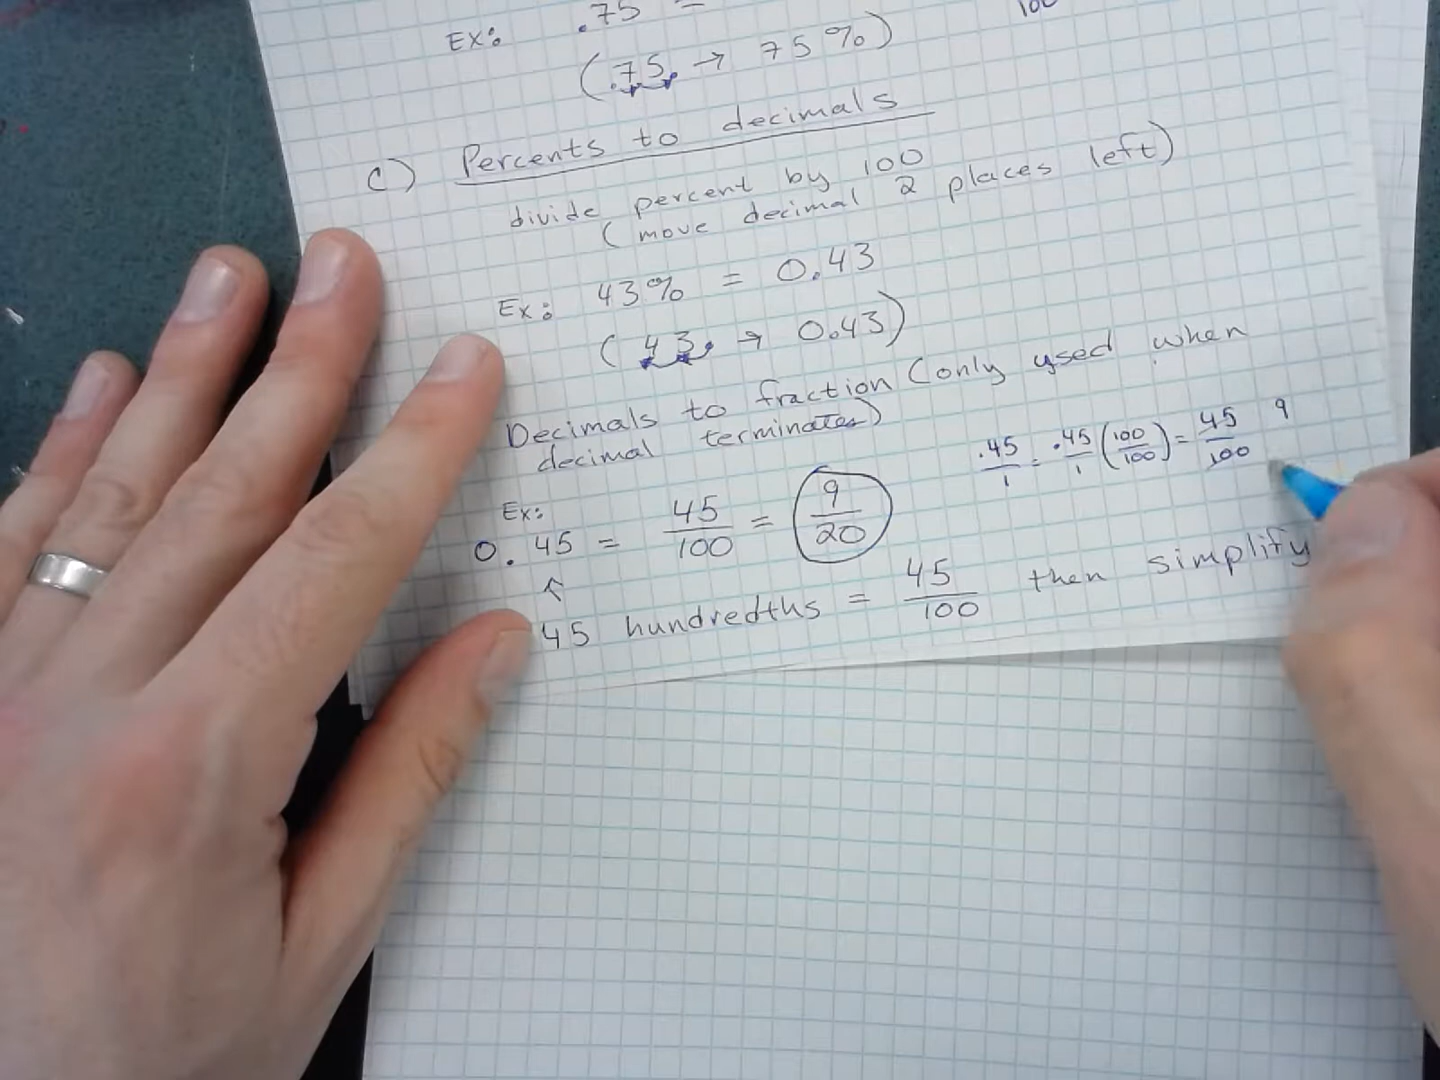 Ex: .75 =
100
(.75. → 75%)
c) Percents to decimals
divide percent by 100
(move decimal 2 places left)
Ex: 43% = 0.43
(43. → 0.43)
Decimals to fraction (only used when
decimal terminates)
.45/1 = .45/1 (100/100) = 45/100 9
Ex:
0.45 = 45/100 = 9/20
45 hundredths = 45/100 then simplify